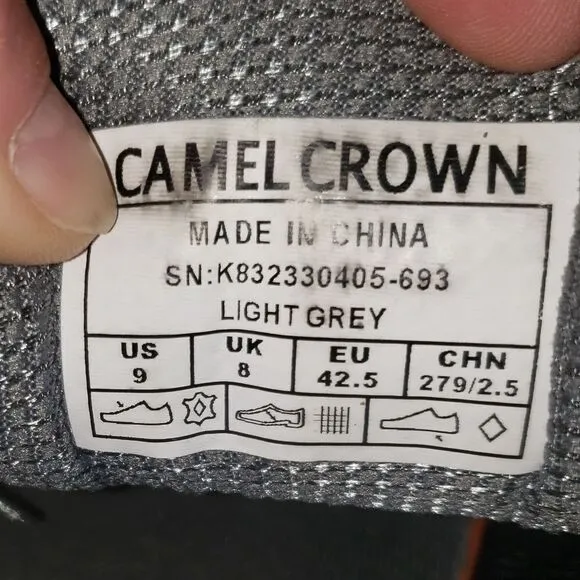 CAMEL CROWN
MADE IN CHINA
SN:K832330405-693
LIGHT GREY
US UK EU CHN
9 8 42.5 279/2.5